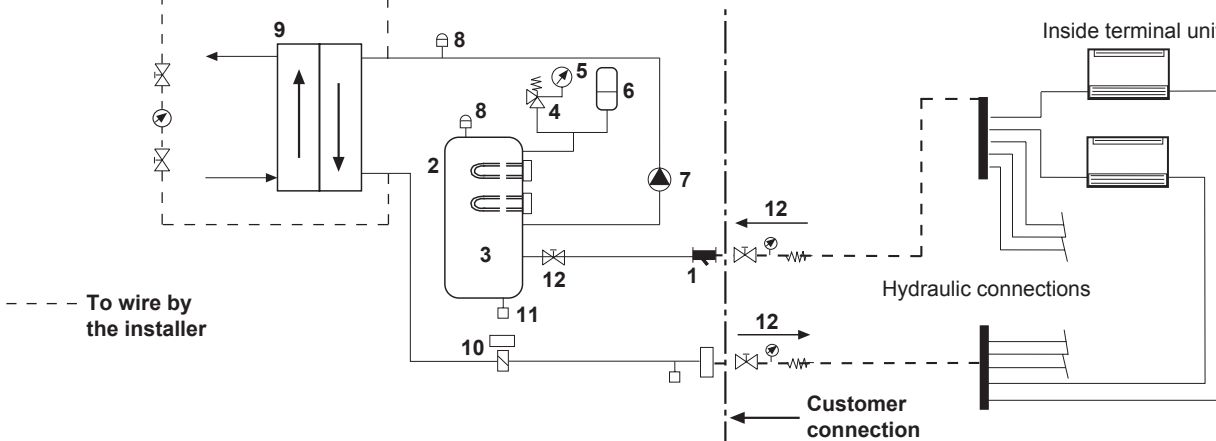 9
8
5
6
4
8
2
7
3
12
1
11
10
12
12
Inside terminal uni
Hydraulic connections
To wire by
the installer
Customer
connection